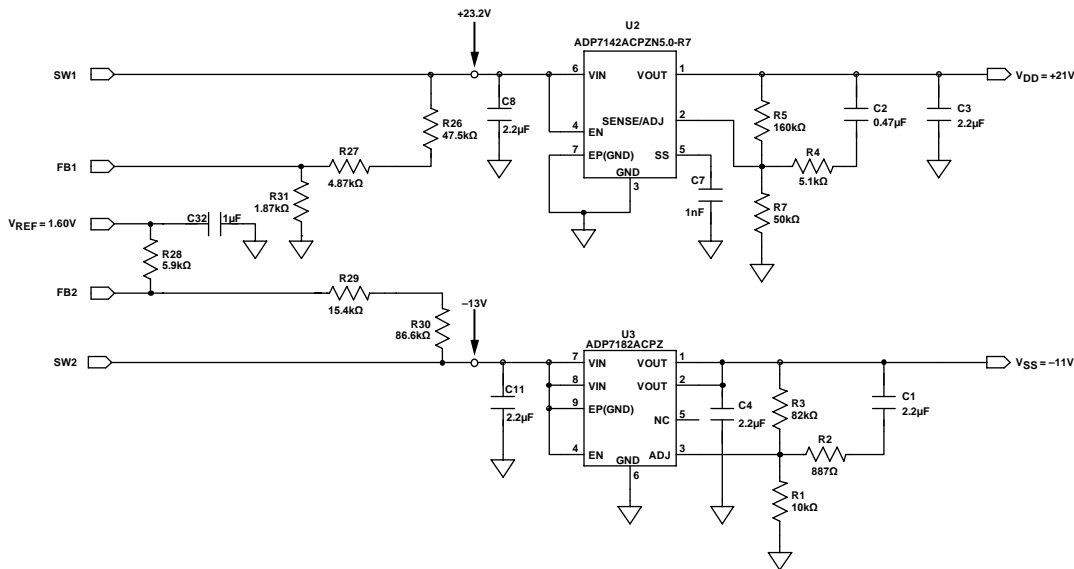 +23.2V
U2
ADP7142ACPZN5.0-R7
SW1
6
VIN
VOUT
1
V_DD = +21V
C8
2.2µF
R26
47.5kΩ
R5
160kΩ
C2
0.47µF
C3
2.2µF
4
EN
SENSE/ADJ
2
FB1
R27
4.87kΩ
7
EP(GND)
SS
5
R4
5.1kΩ
GND
3
R31
1.87kΩ
C7
1nF
R7
50kΩ
V_REF = 1.60V
C32
1µF
R28
5.9kΩ
FB2
R29
15.4kΩ
–13V
R30
86.6kΩ
U3
ADP7182ACPZ
SW2
7
VIN
VOUT
1
V_SS = –11V
8
VIN
VOUT
2
C11
2.2µF
9
EP(GND)
NC
5
C4
2.2µF
R3
82kΩ
C1
2.2µF
4
EN
ADJ
3
GND
6
R2
887Ω
R1
10kΩ